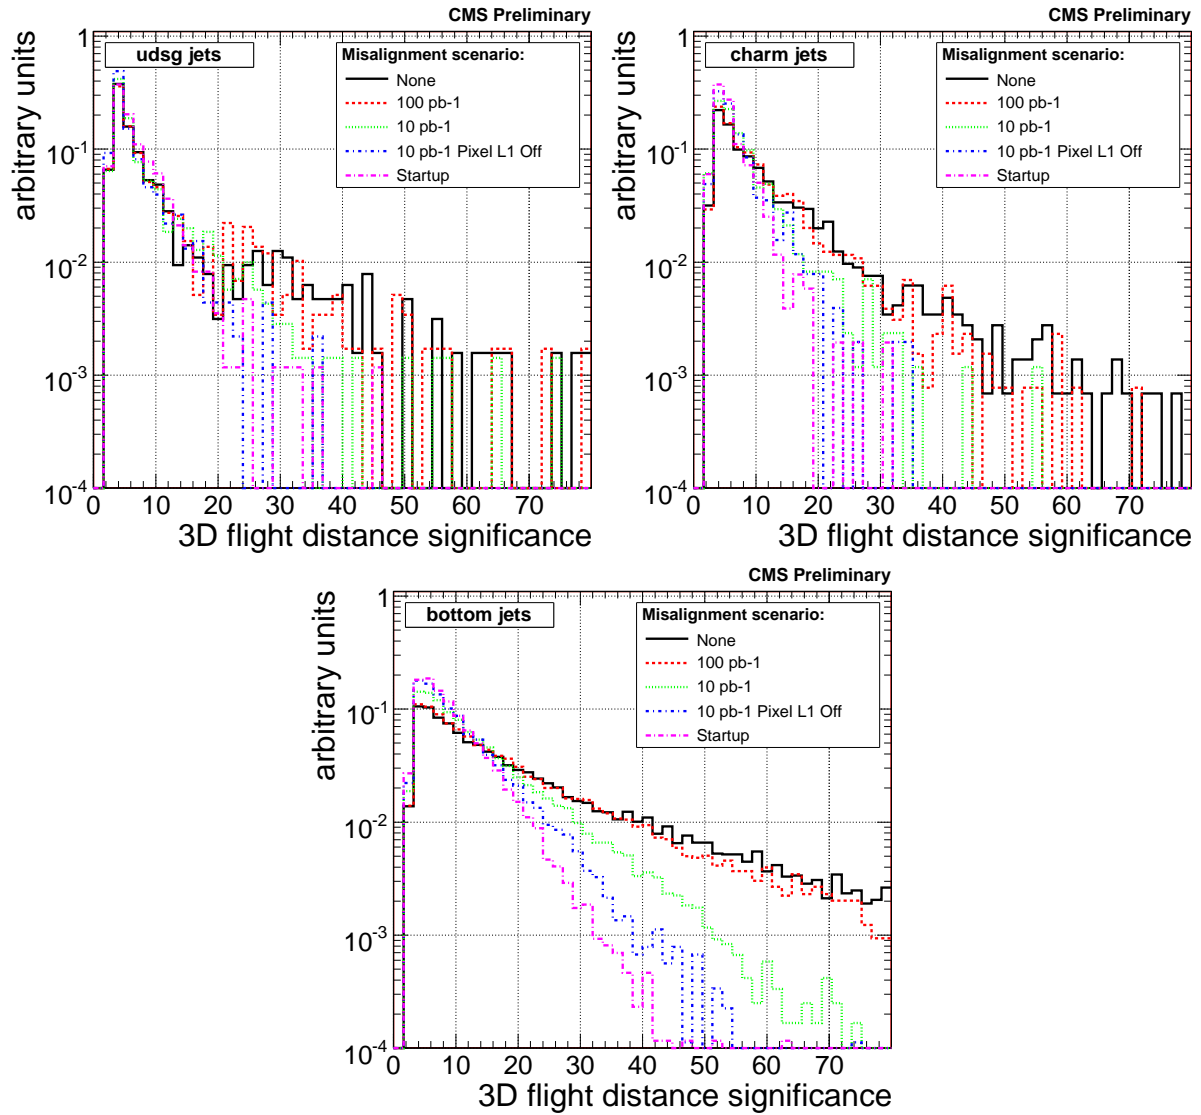 CMS Preliminary
udsg jets
Misalignment scenario:
None
100 pb-1
10 pb-1
10 pb-1 Pixel L1 Off
Startup
arbitrary units
1
10-1
10-2
10-3
10-4
0 10 20 30 40 50 60 70
3D flight distance significance
CMS Preliminary
charm jets
Misalignment scenario:
None
100 pb-1
10 pb-1
10 pb-1 Pixel L1 Off
Startup
arbitrary units
1
10-1
10-2
10-3
10-4
0 10 20 30 40 50 60 70
3D flight distance significance
CMS Preliminary
bottom jets
Misalignment scenario:
None
100 pb-1
10 pb-1
10 pb-1 Pixel L1 Off
Startup
arbitrary units
1
10-1
10-2
10-3
10-4
0 10 20 30 40 50 60 70
3D flight distance significance